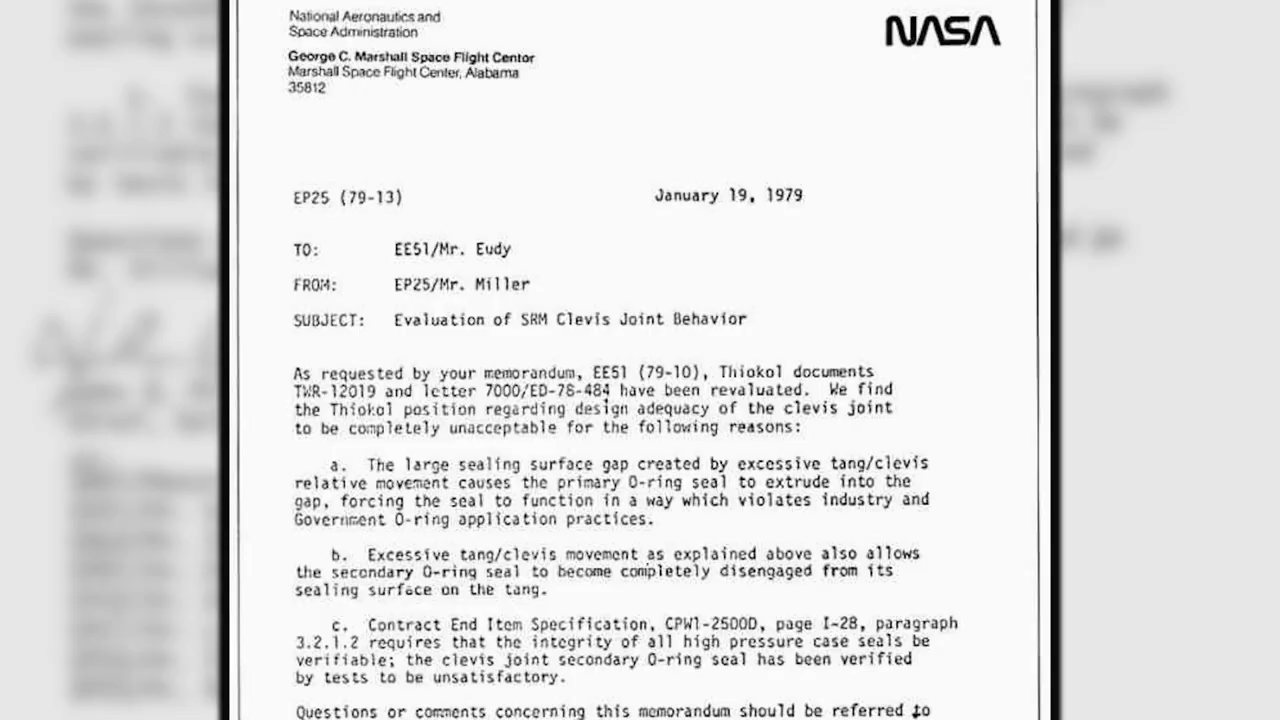 National Aeronautics and
Space Administration
NASA
George C. Marshall Space Flight Center
Marshall Space Flight Center, Alabama
35812
EP25 (79-13) January 19, 1979
TO: EE51/Mr. Eudy
FROM: EP25/Mr. Miller
SUBJECT: Evaluation of SRM Clevis Joint Behavior
As requested by your memorandum, EE51 (79-10), Thiokol documents
TWR-12019 and letter 7000/ED-78-484 have been revaluated. We find
the Thiokol position regarding design adequacy of the clevis joint
to be completely unacceptable for the following reasons:
a. The large sealing surface gap created by excessive tang/clevis
relative movement causes the primary O-ring seal to extrude into the
gap, forcing the seal to function in a way which violates industry and
Government O-ring application practices.
b. Excessive tang/clevis movement as explained above also allows
the secondary O-ring seal to become completely disengaged from its
sealing surface on the tang.
c. Contract End Item Specification, CPW1-2500D, page I-28, paragraph
3.2.1.2 requires that the integrity of all high pressure case seals be
verifiable; the clevis joint secondary O-ring seal has been verified
by tests to be unsatisfactory.
Questions or comments concerning this memorandum should be referred to